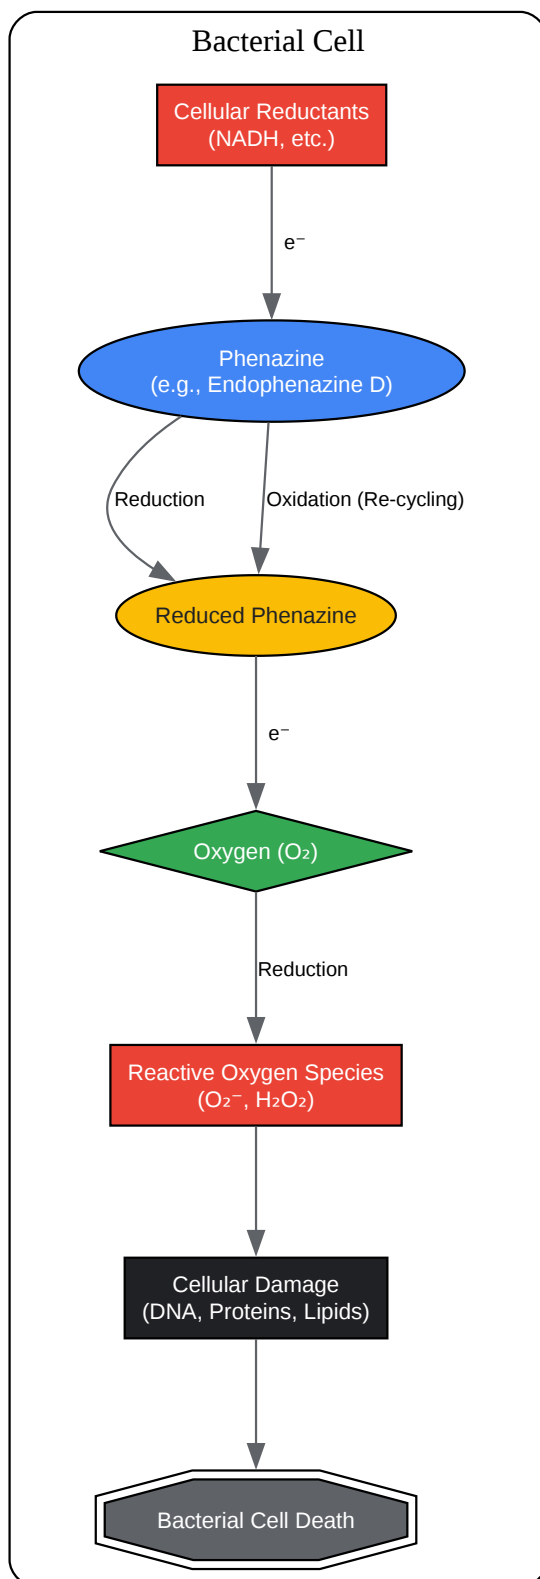 Bacterial Cell
Cellular Reductants
(NADH, etc.)
e⁻
Phenazine
(e.g., Endophenazine D)
Reduction
Oxidation (Re-cycling)
Reduced Phenazine
e⁻
Oxygen (O₂)
Reduction
Reactive Oxygen Species
(O₂⁻, H₂O₂)
Cellular Damage
(DNA, Proteins, Lipids)
Bacterial Cell Death